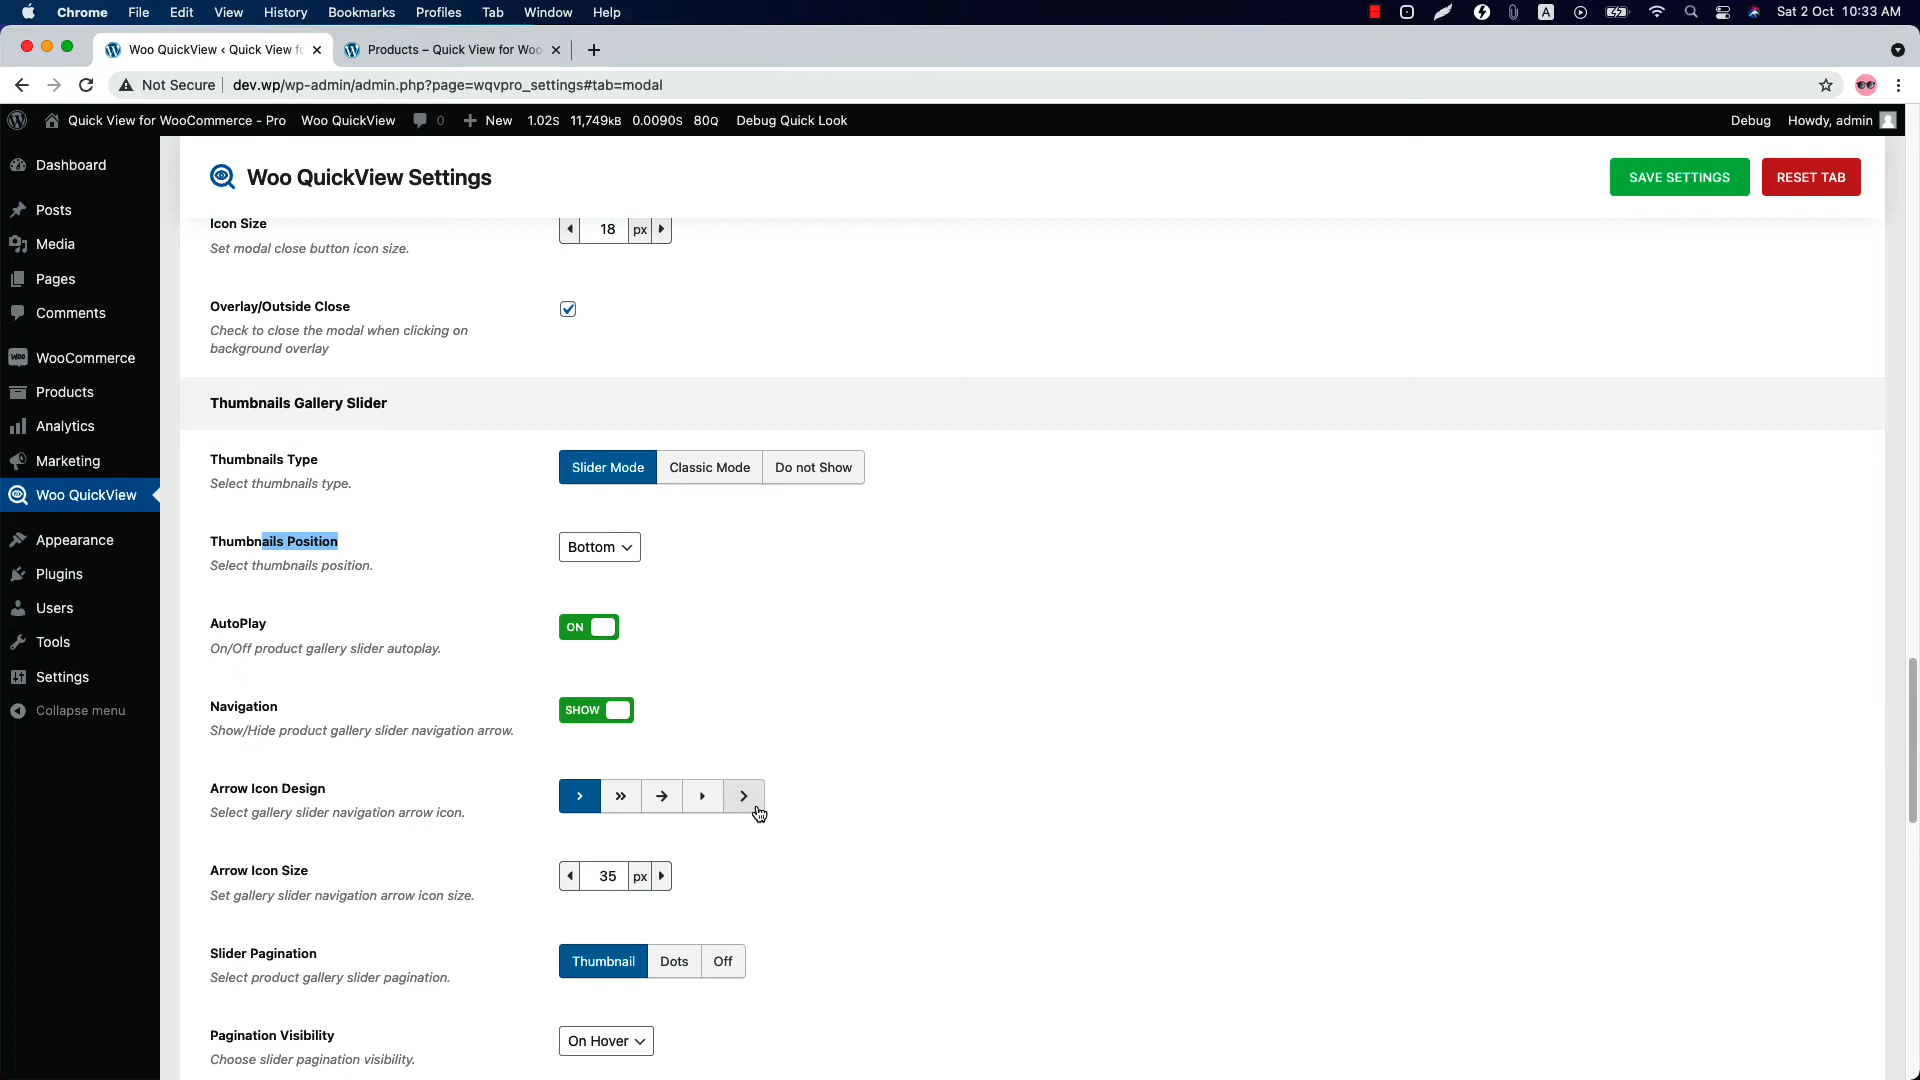 Chrome File Edit View History Bookmarks Profiles Tab Window Help A Sat 2 Oct 10:33 AM
Woo QuickView ‹ Quick View fo Products – Quick View for Woo
Not Secure dev.wp/wp-admin/admin.php?page=wqvpro_settings#tab=modal
Quick View for WooCommerce - Pro Woo QuickView 0 New 1.02s 11,749KB 0.0090s 80Q Debug Quick Look Debug Howdy, admin
Dashboard
Posts
Media
Pages
Comments
WooCommerce
Products
Analytics
Marketing
Woo QuickView
Appearance
Plugins
Users
Tools
Settings
Collapse menu
Woo QuickView Settings SAVE SETTINGS RESET TAB
Icon Size 18 px
Set modal close button icon size.
Overlay/Outside Close
Check to close the modal when clicking on
background overlay
Thumbnails Gallery Slider
Thumbnails Type Slider Mode Classic Mode Do not Show
Select thumbnails type.
Thumbnails Position Bottom
Select thumbnails position.
AutoPlay ON
On/Off product gallery slider autoplay.
Navigation SHOW
Show/Hide product gallery slider navigation arrow.
Arrow Icon Design
Select gallery slider navigation arrow icon.
Arrow Icon Size 35 px
Set gallery slider navigation arrow icon size.
Slider Pagination Thumbnail Dots Off
Select product gallery slider pagination.
Pagination Visibility On Hover
Choose slider pagination visibility.